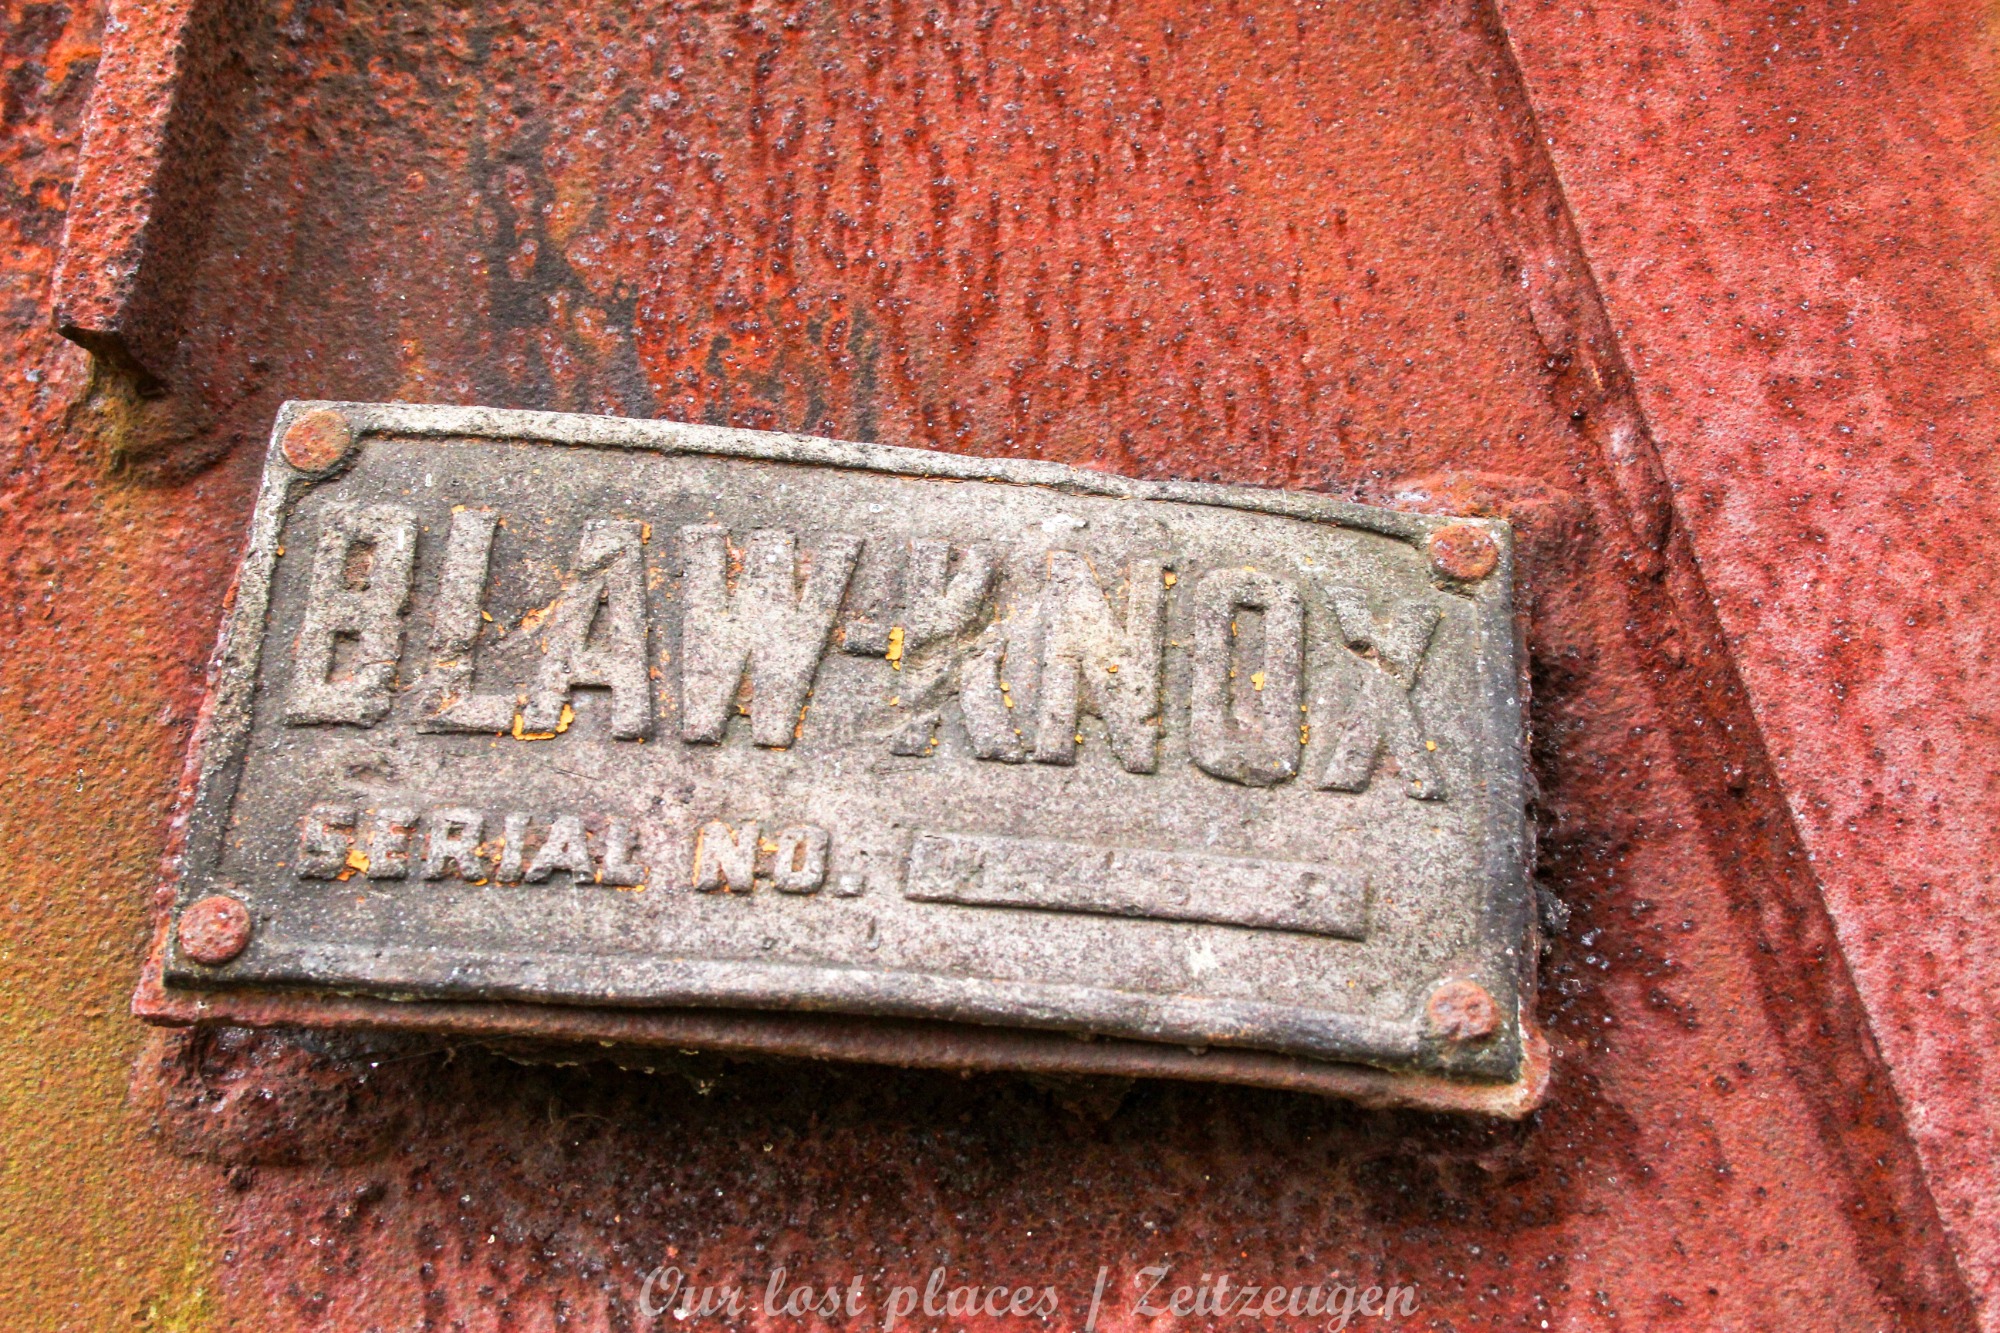 BLAW-KNOX
SERIAL NO.
Our lost places / Zeitzeugen